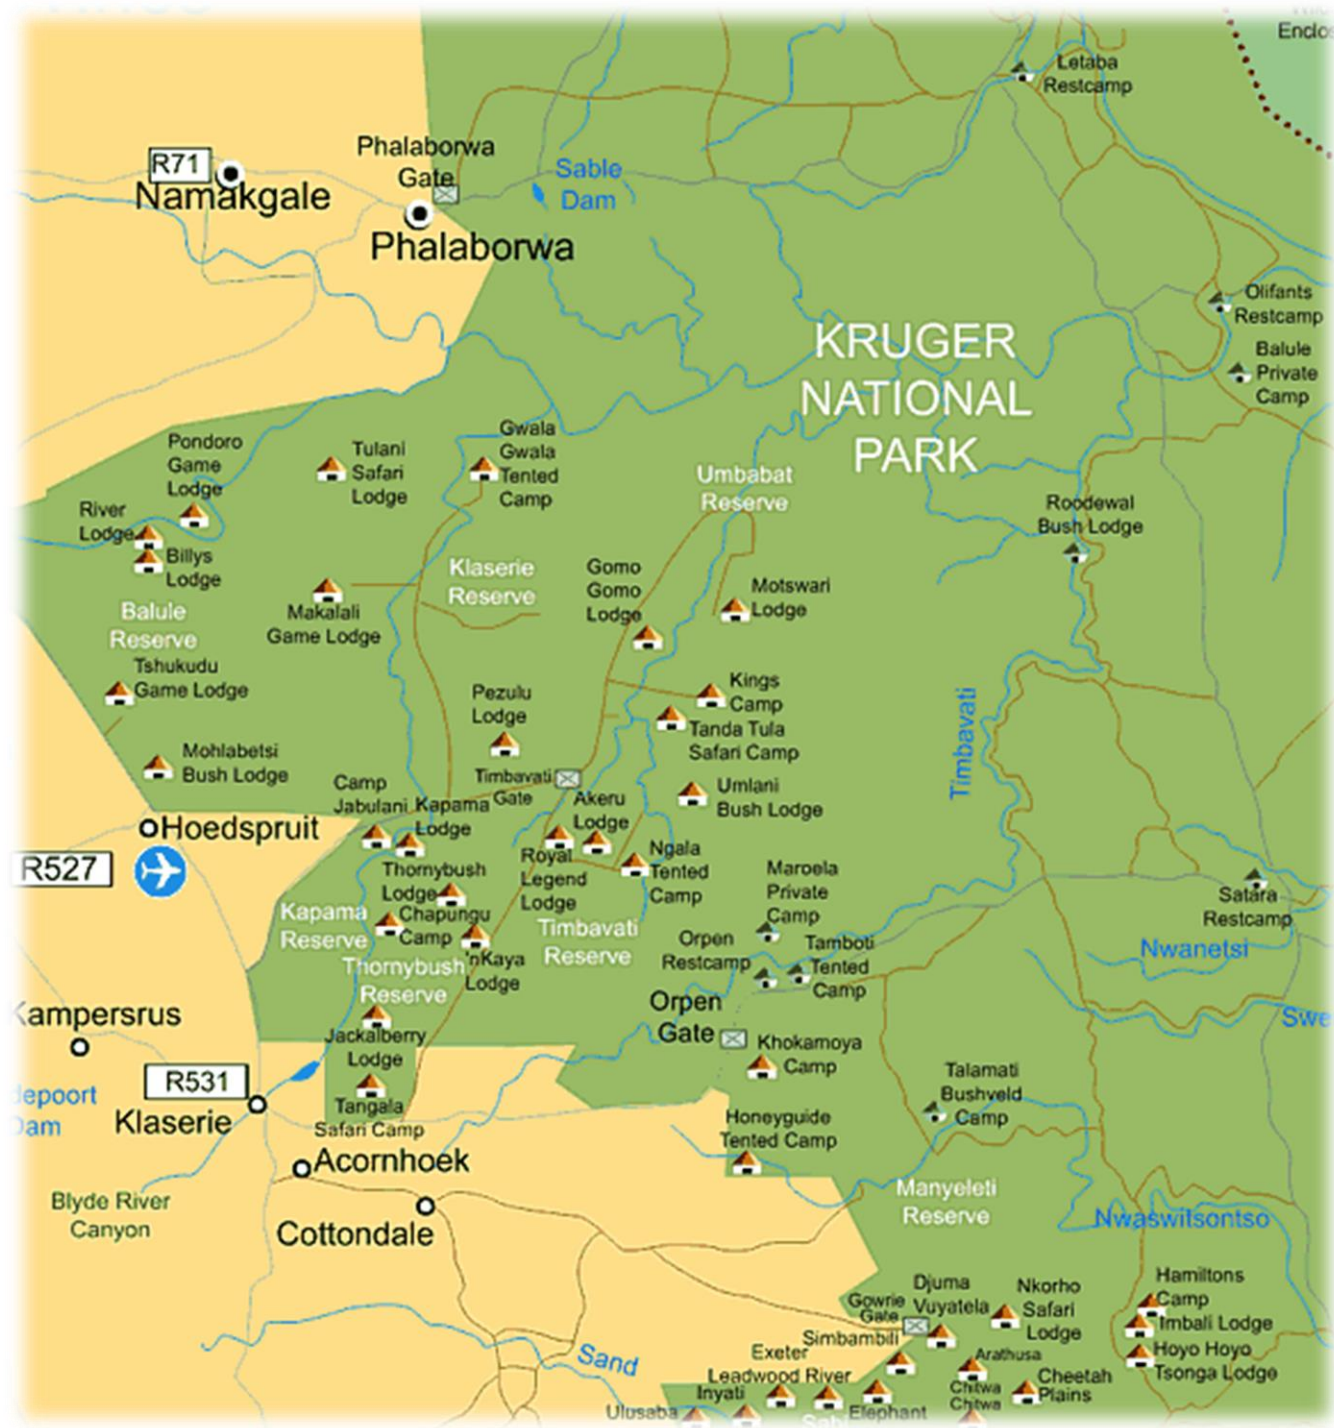 Enclos
Letaba
Restcamp
Phalaborwa
Gate
R71
Namakgale
Sable
Dam
Phalaborwa
Olifants
Restcamp
KRUGER
NATIONAL
PARK
Balule
Private
Camp
Pondoro
Game
Lodge
Tulani
Safari
Lodge
Gwala
Gwala
Tented
Camp
Umbabat
Reserve
Roodewal
Bush Lodge
River
Lodge
Billys
Lodge
Klaserie
Reserve
Gomo
Gomo
Lodge
Motswari
Lodge
Balule
Reserve
Makalali
Game Lodge
Tshukudu
Game Lodge
Pezulu
Lodge
Kings
Camp
Tanda Tula
Safari Camp
Timbavati
Mohlabetsi
Bush Lodge
Camp
Jabulani
Kapama
Lodge
Timbavati
Gate
Akeru
Lodge
Umlani
Bush Lodge
Hoedspruit
R527
Thornybush
Lodge
Royal
Legend
Lodge
Ngala
Tented
Camp
Maroela
Private
Camp
Satara
Restcamp
Kapama
Reserve
Chapungu
Camp
Timbavati
Reserve
Orpen
Restcamp
Tamboti
Tented
Camp
Nwanetsi
'nKaya
Lodge
Thornybush
Reserve
Orpen
Gate
Kampersrus
Swe
Jackalberry
Lodge
Khokamoya
Camp
R531
Talamati
Bushveld
Camp
depoort
Dam
Klaserie
Tangala
Safari Camp
Honeyguide
Tented Camp
Acornhoek
Blyde River
Canyon
Cottondale
Manyeleti
Reserve
Nwaswitsontso
Djuma
Vuyatela
Nkorho
Safari
Lodge
Hamiltons
Camp
Imbali Lodge
Gowrie
Gate
Simbambili
Hoyo Hoyo
Tsonga Lodge
Sand
Exeter
Leadwood River
Arathusa
Cheetah
Plains
Chitwa
Chitwa
Inyati
Ulusaba
Elephant